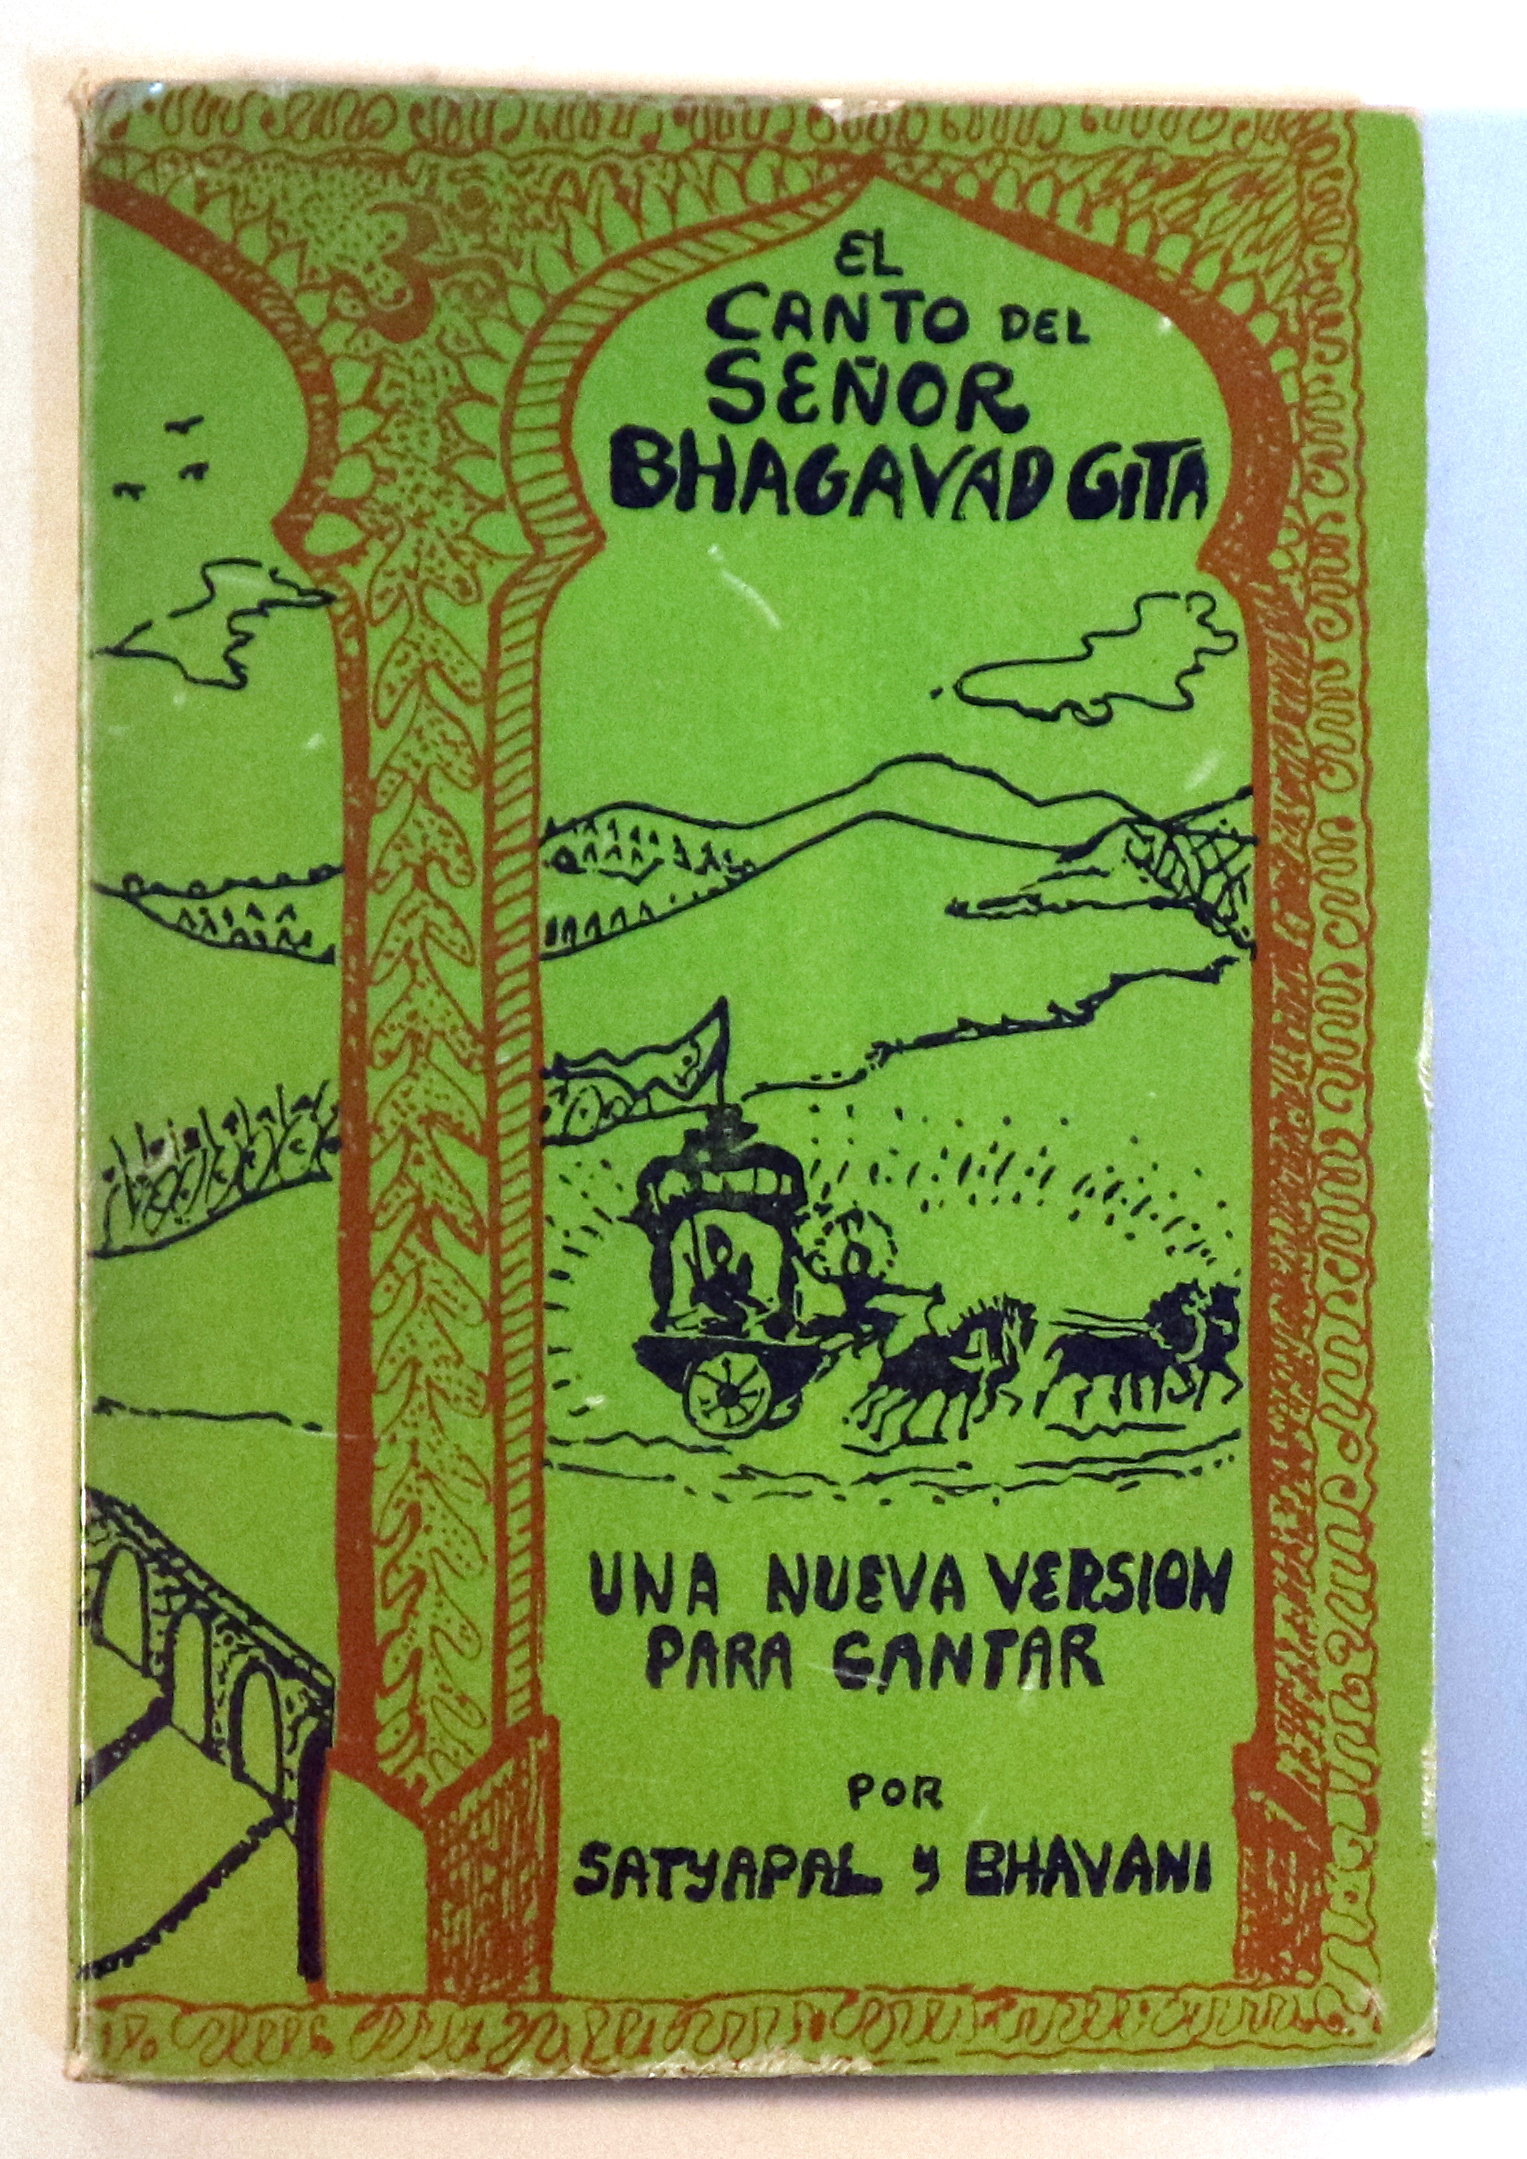 ॐ
EL
CANTO DEL
SEÑOR
BHAGAVAD GITA
UNA NUEVA VERSION
PARA CANTAR
POR
SATYAPAL y BHAVANI